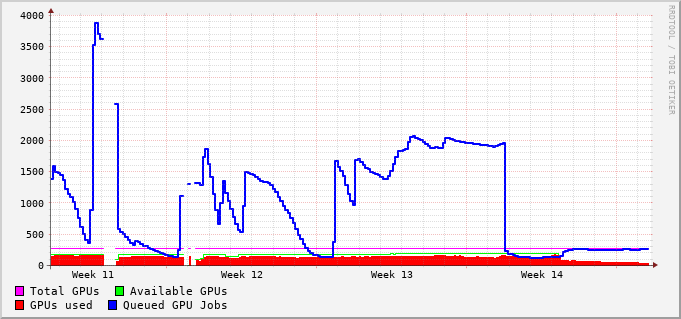 RRDTOOL / TOBI OETIKER
4000
3500
3000
2500
2000
1500
1000
500
0
Week 11 Week 12 Week 13 Week 14
Total GPUs Available GPUs
GPUs used Queued GPU Jobs